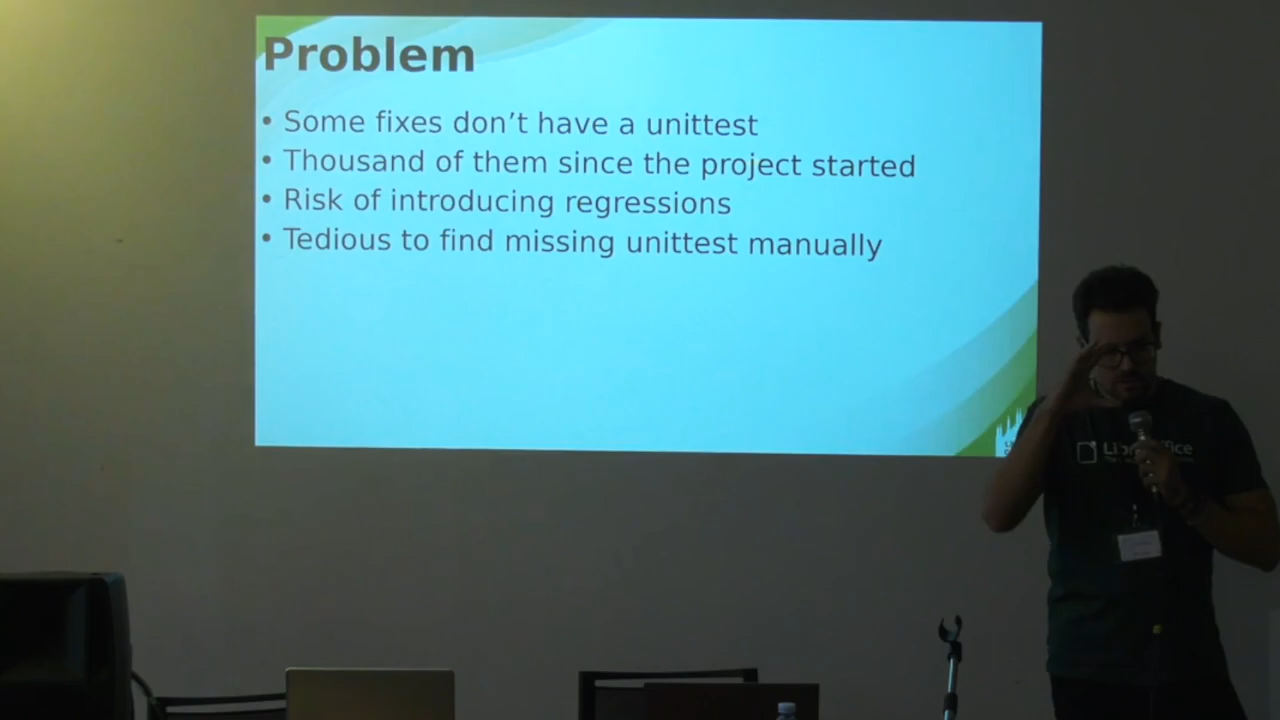 Problem
• Some fixes don’t have a unittest
• Thousand of them since the project started
• Risk of introducing regressions
• Tedious to find missing unittest manually